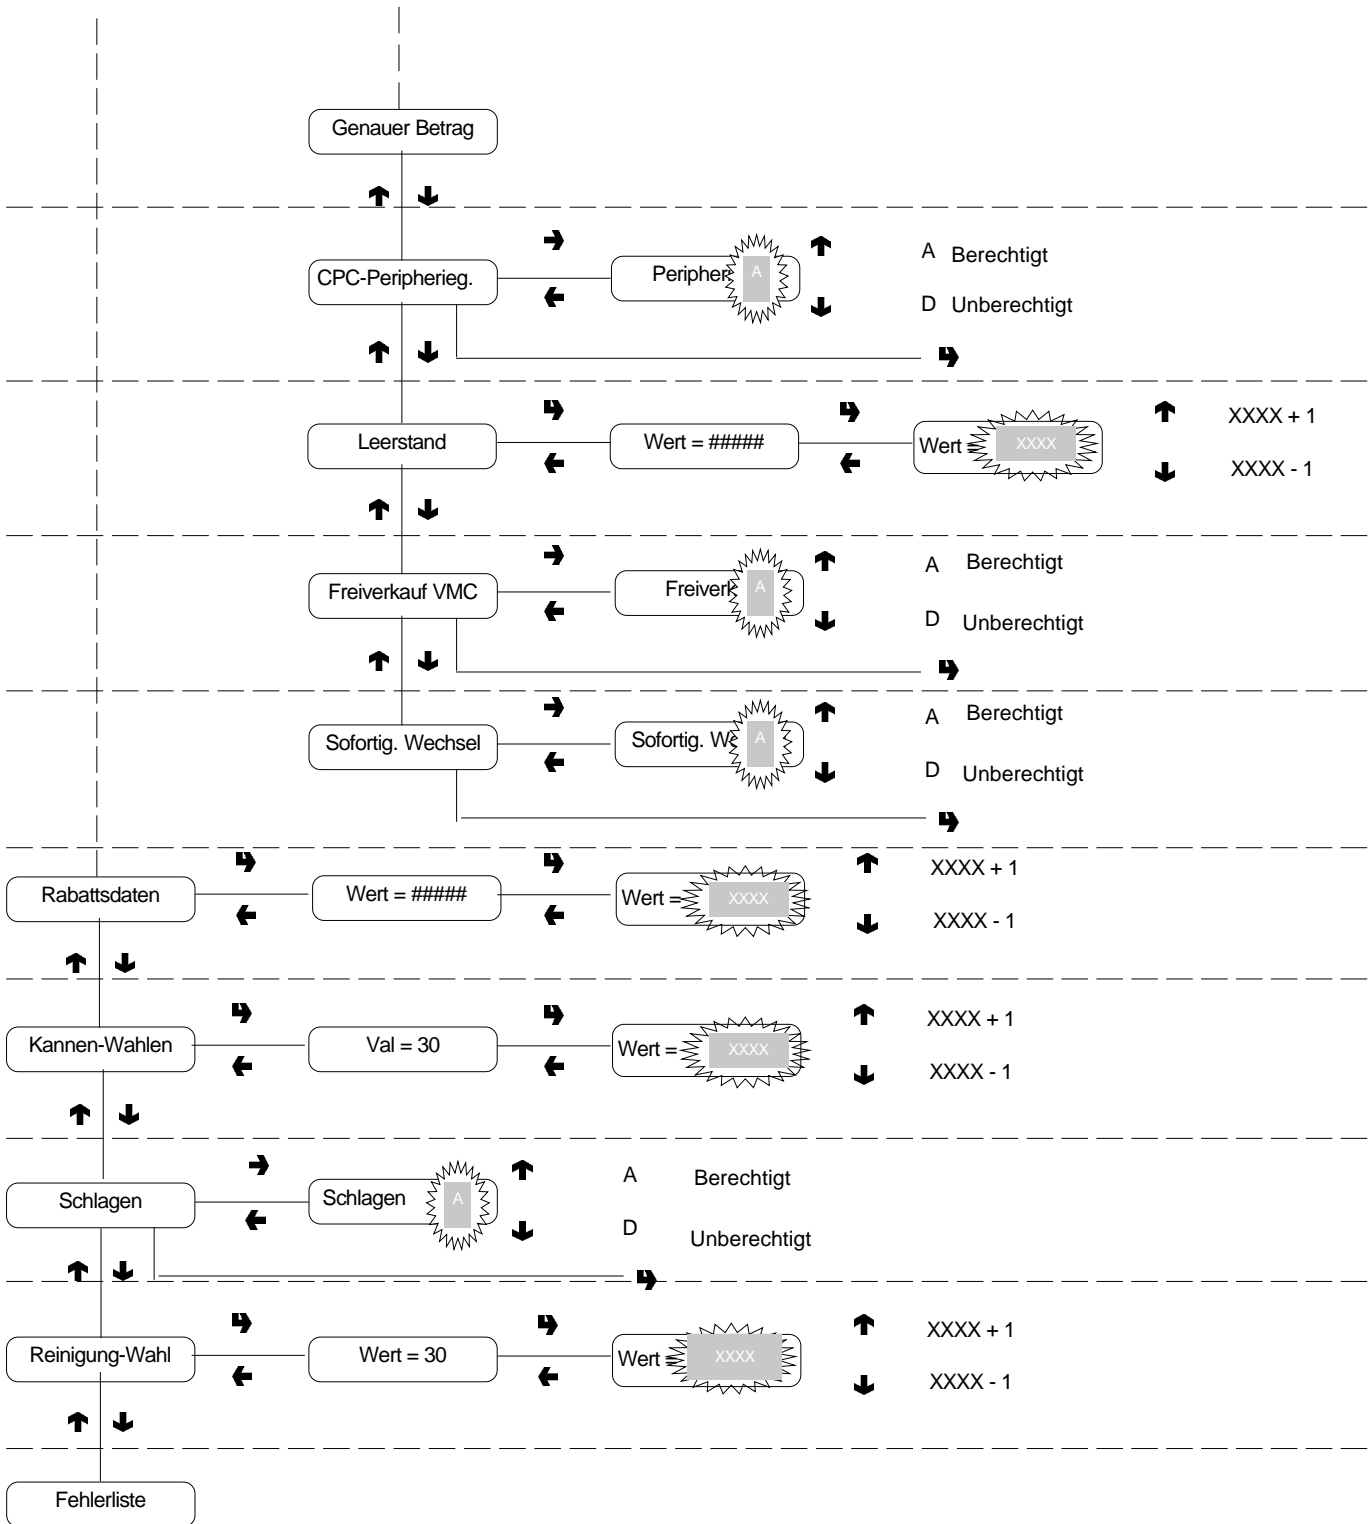 Genauer Betrag
CPC-Peripherieg.
Peripher
A
A Berechtigt
D Unberechtigt
Leerstand
Wert = #####
Wert =
XXXX
XXXX + 1
XXXX - 1
Freiverkauf VMC
Freiverk
A
A Berechtigt
D Unberechtigt
Sofortig. Wechsel
Sofortig. We
A
A Berechtigt
D Unberechtigt
Rabattsdaten
Wert = #####
Wert =
XXXX
XXXX + 1
XXXX - 1
Kannen-Wahlen
Val = 30
Wert =
XXXX
XXXX + 1
XXXX - 1
Schlagen
Schlagen
A
A Berechtigt
D Unberechtigt
Reinigung-Wahl
Wert = 30
Wert =
XXXX
XXXX + 1
XXXX - 1
Fehlerliste